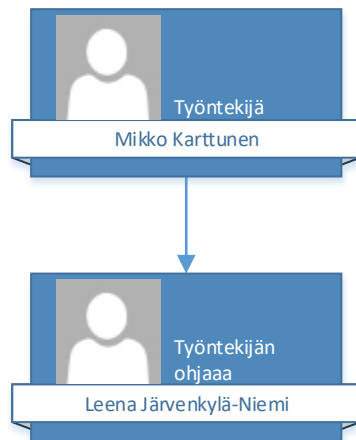 Työntekijä
Mikko Karttunen
Työntekijän
ohjaaa
Leena Järvenkylä-Niemi